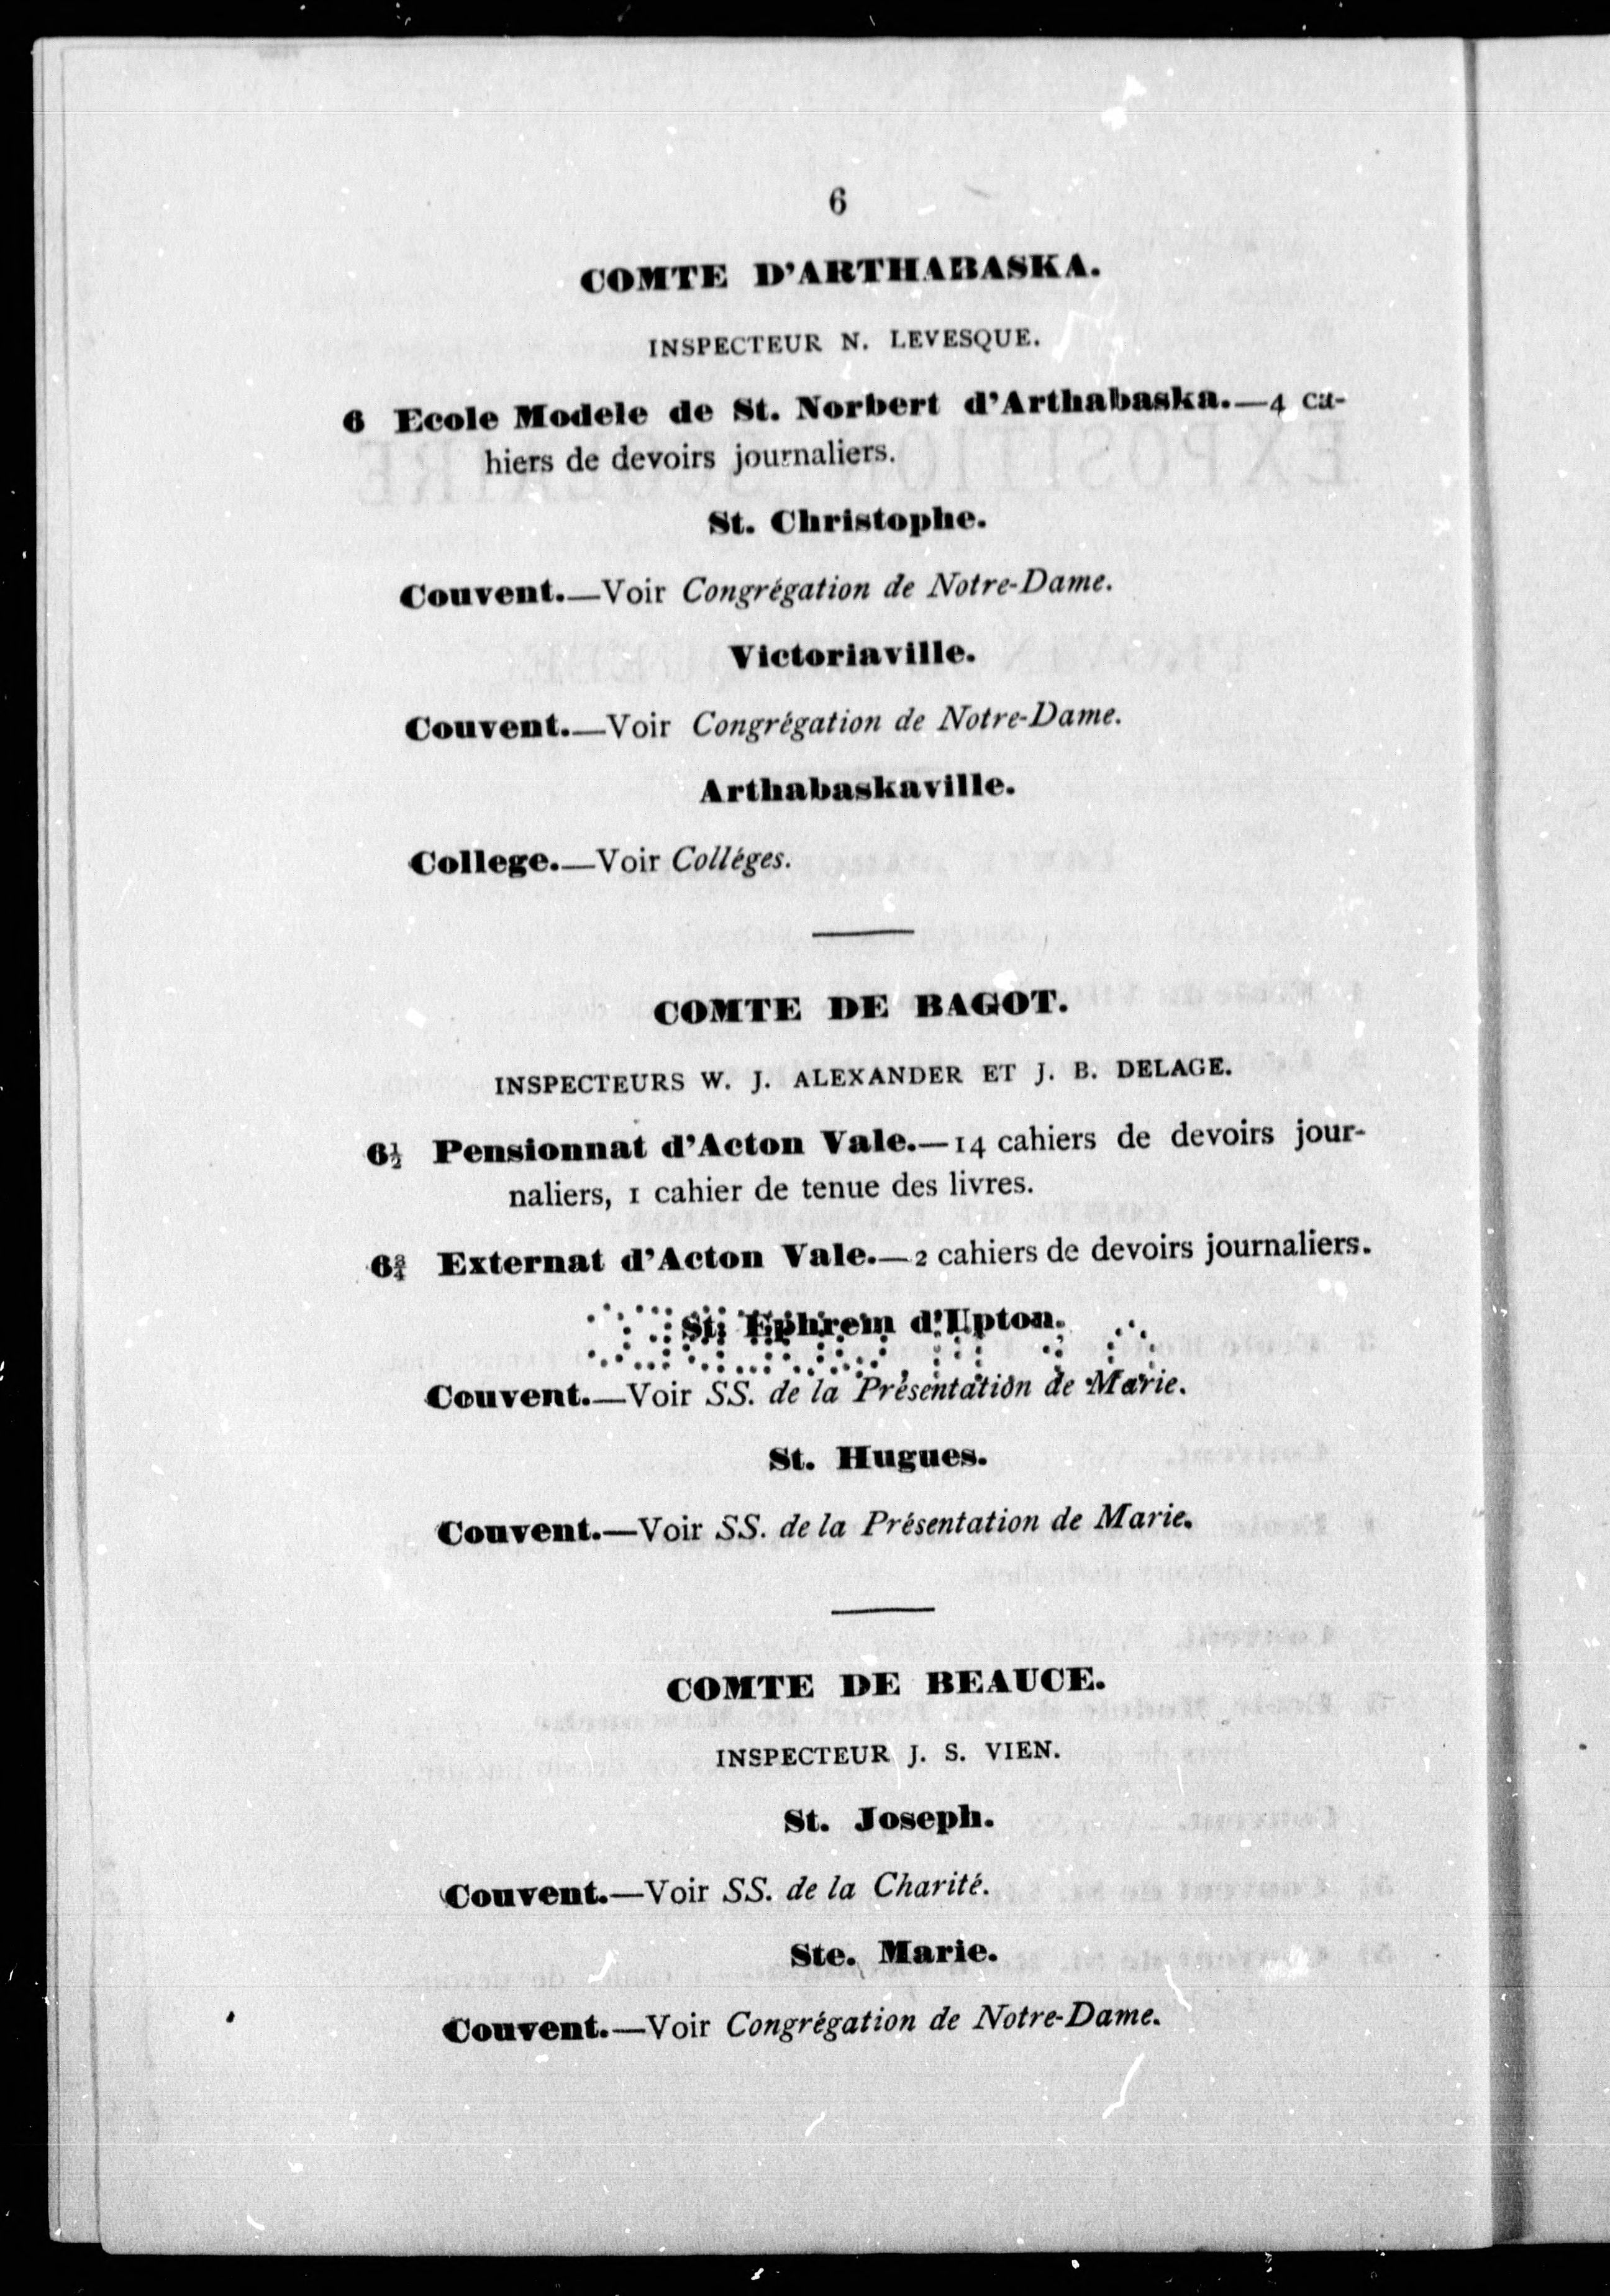 6
COMTE D'ARTHABASKA.
INSPECTEUR N. LEVESQUE.
6 Ecole Modele de St. Norbert d'Arthabaska.—4 ca-
hiers de devoirs journaliers.
St. Christophe.
Couvent.—Voir Congrégation de Notre-Dame.
Victoriaville.
Couvent.—Voir Congrégation de Notre-Dame.
Arthabaskaville.
College.—Voir Colléges.
COMTE DE BAGOT.
INSPECTEURS W. J. ALEXANDER ET J. B. DELAGE.
6½ Pensionnat d'Acton Vale.—14 cahiers de devoirs jour-
naliers, 1 cahier de tenue des livres.
6¾ Externat d'Acton Vale.—2 cahiers de devoirs journaliers.
St. Ephrem d'Upton.
Couvent.—Voir SS. de la Présentation de Marie.
St. Hugues.
Couvent.—Voir SS. de la Présentation de Marie.
COMTE DE BEAUCE.
INSPECTEUR J. S. VIEN.
St. Joseph.
Couvent.—Voir SS. de la Charité.
Ste. Marie.
Couvent.—Voir Congrégation de Notre-Dame.